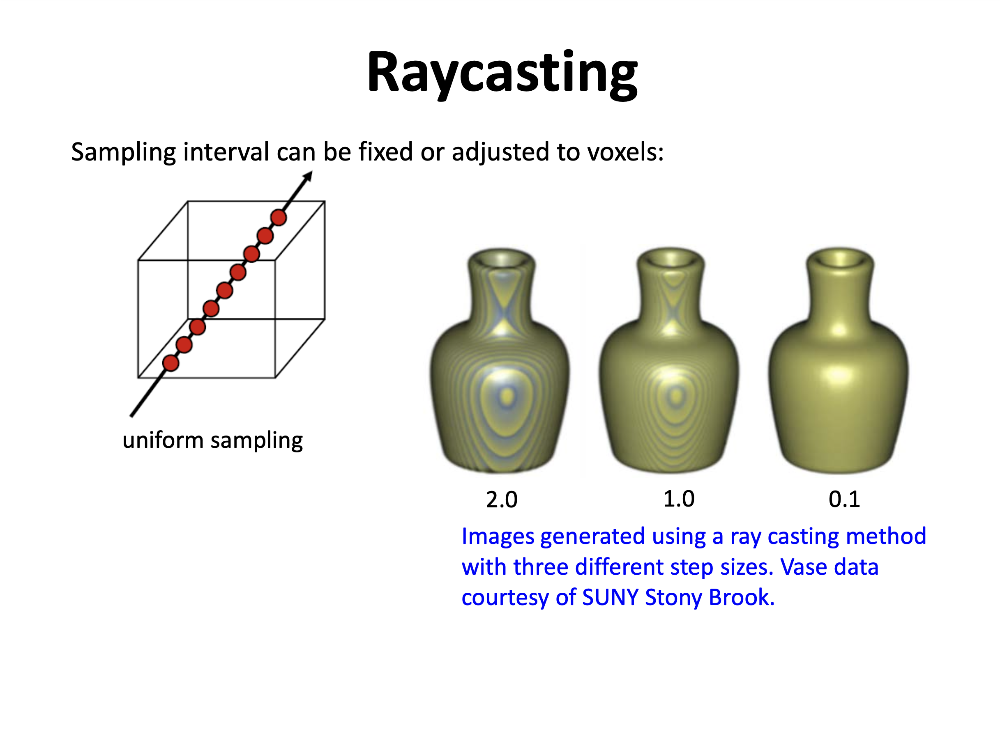 Raycasting
Sampling interval can be fixed or adjusted to voxels:
uniform sampling
2.0
1.0
0.1
Images generated using a ray casting method
with three different step sizes. Vase data
courtesy of SUNY Stony Brook.